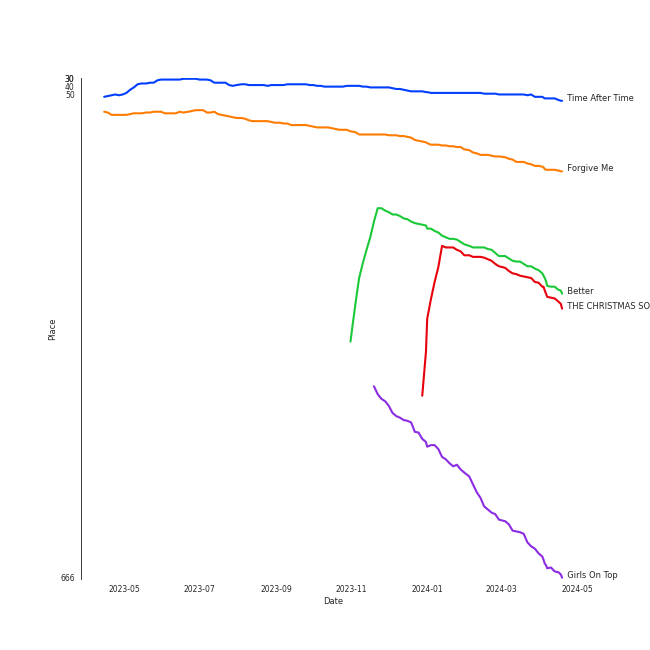 30
40
50
Time After Time
Forgive Me
Better
THE CHRISTMAS SO
Girls On Top
Place
666
2023-05 2023-07 2023-09 2023-11 2024-01 2024-03 2024-05
Date